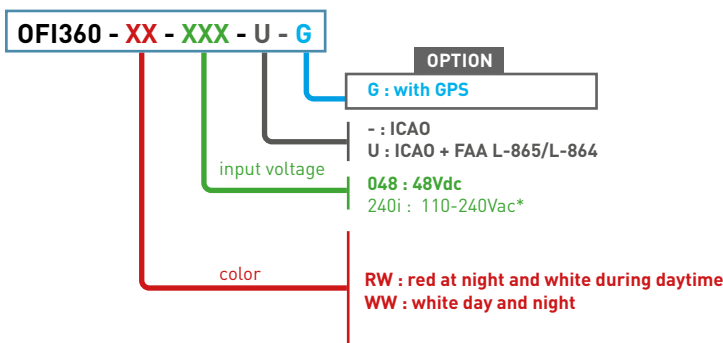 OFI360 - XX - XXX - U - G
OPTION
G : with GPS
- : ICAO
U : ICAO + FAA L-865/L-864
input voltage
048 : 48Vdc
240i : 110-240Vac*
color
RW : red at night and white during daytime
WW : white day and night